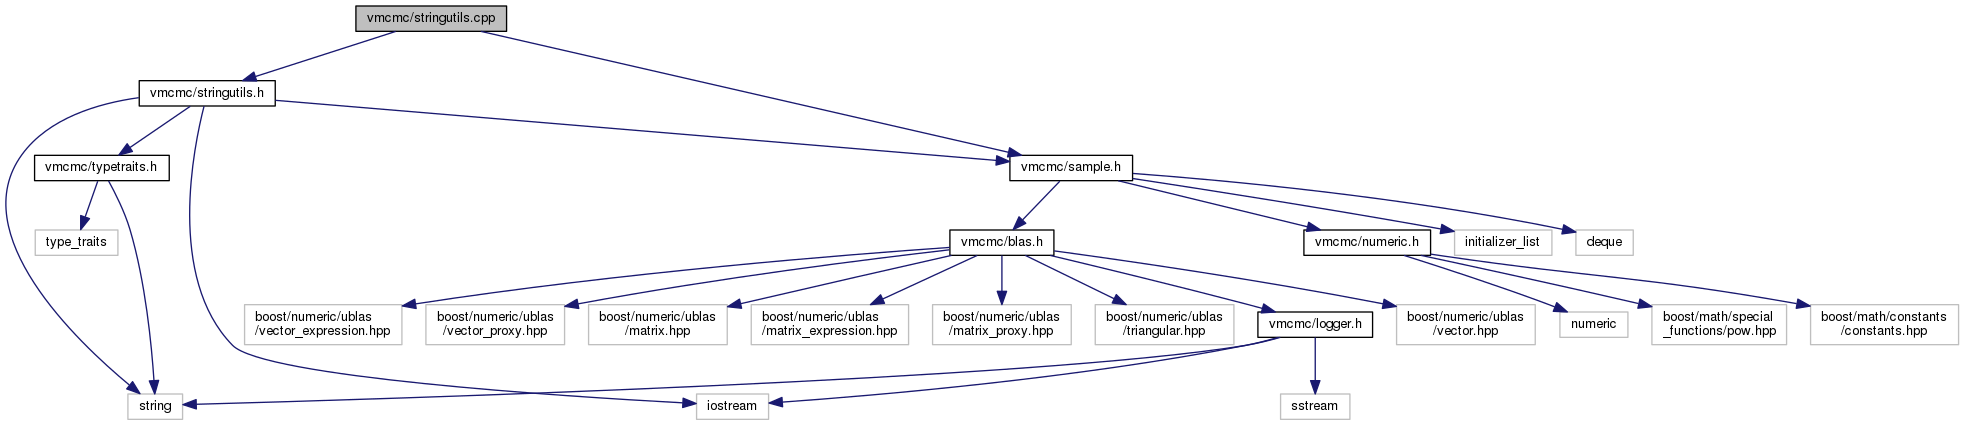 vmcmc/stringutils.cpp
vmcmc/stringutils.h
vmcmc/typetraits.h
vmcmc/sample.h
type_traits
vmcmc/blas.h
vmcmc/numeric.h
initializer_list
deque
boost/numeric/ublas
/vector_expression.hpp
boost/numeric/ublas
/vector_proxy.hpp
boost/numeric/ublas
/matrix.hpp
boost/numeric/ublas
/matrix_expression.hpp
boost/numeric/ublas
/matrix_proxy.hpp
boost/numeric/ublas
/triangular.hpp
vmcmc/logger.h
boost/numeric/ublas
/vector.hpp
numeric
boost/math/special
_functions/pow.hpp
boost/math/constants
/constants.hpp
string
iostream
sstream